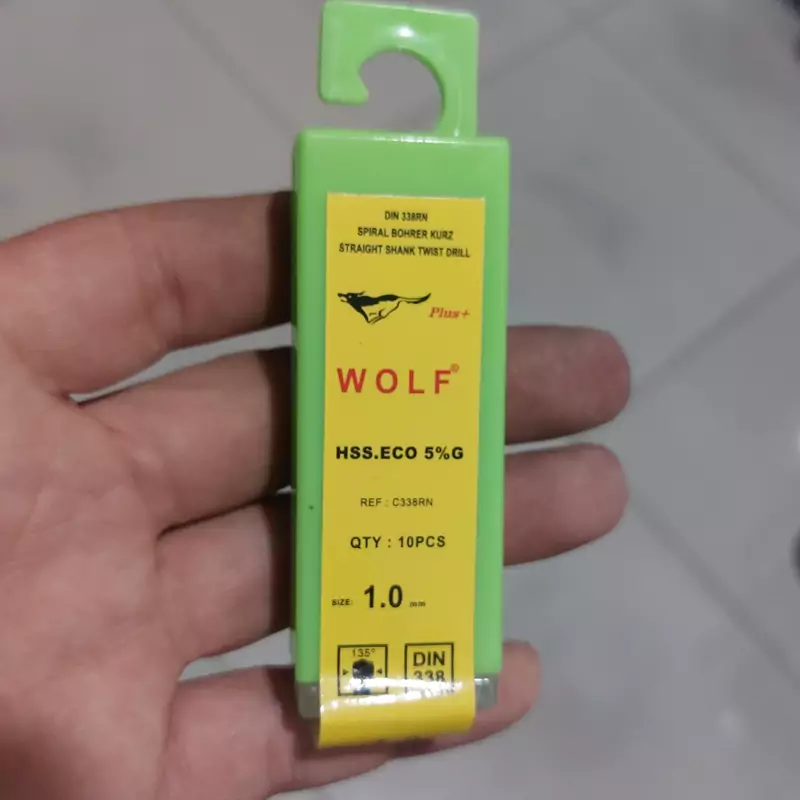 DIN 338RN
SPIRAL BOHRER KURZ
STRAIGHT SHANK TWIST DRILL
Plus+
WOLF®
HSS.ECO 5%G
REF : C338RN
QTY : 10PCS
SIZE: 1.0 mm
135°
DIN
338